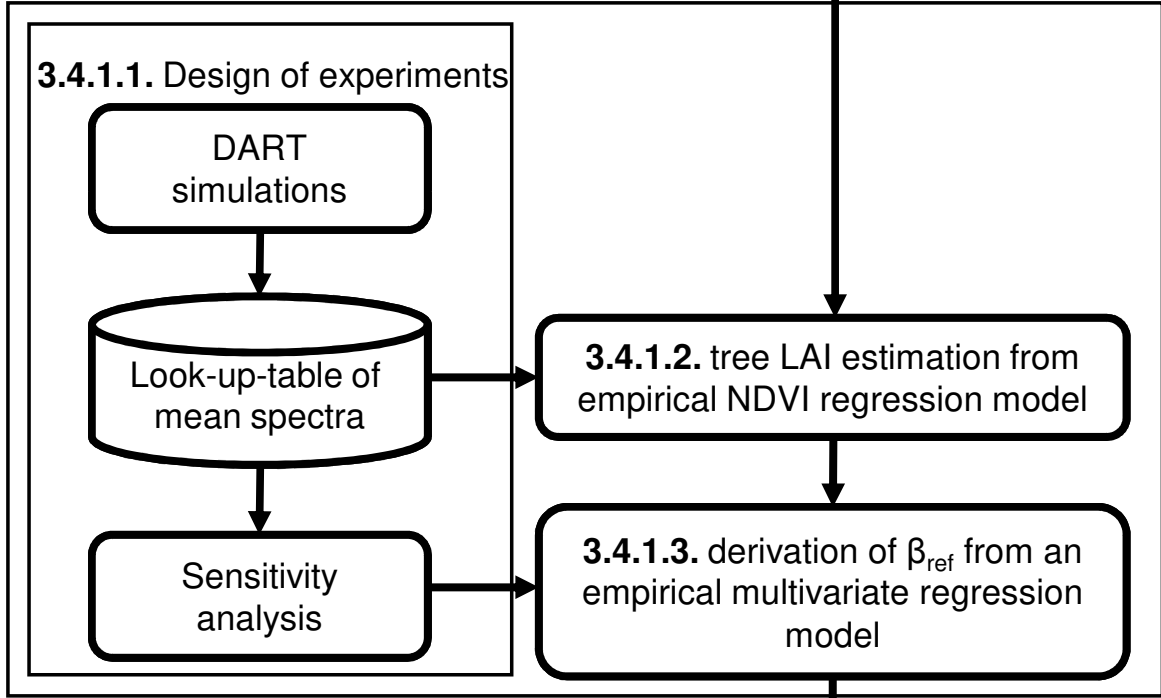 3.4.1.1. Design of experiments
DART
simulations
Look-up-table of
mean spectra
Sensitivity
analysis
3.4.1.2. tree LAI estimation from
empirical NDVI regression model
3.4.1.3. derivation of βref from an
empirical multivariate regression
model